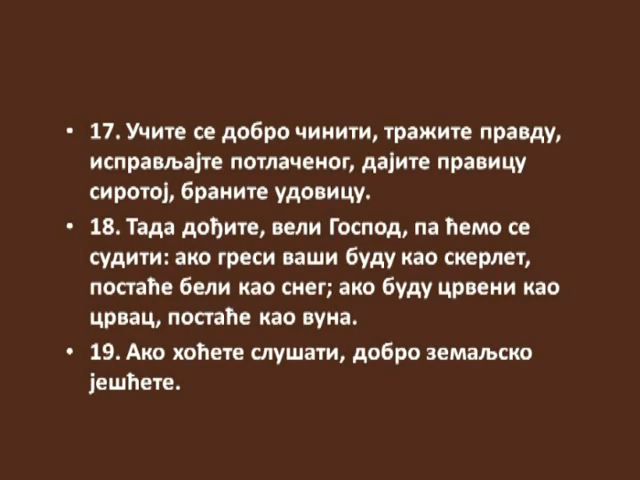 • 17. Учите се добро чинити, тражите правду,
исправљајте потлаченог, дајите правицу
сиротој, браните удовицу.
• 18. Тада дођите, вели Господ, па ћемо се
судити: ако греси ваши буду као скерлет,
постаће бели као снег; ако буду црвени као
црвац, постаће као вуна.
• 19. Ако хоћете слушати, добро земаљско
јешћете.